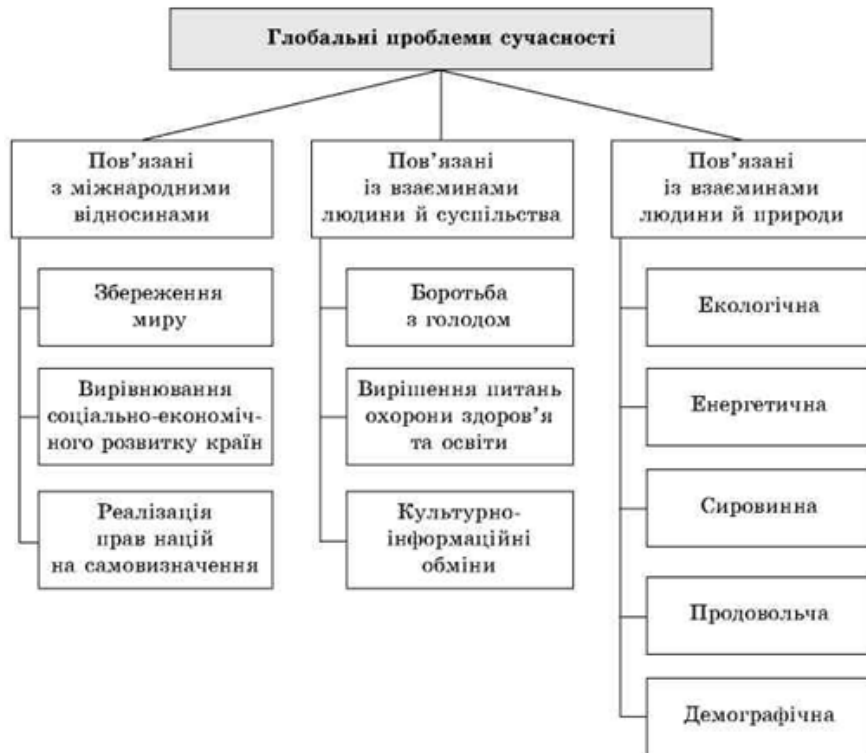 Глобальні проблеми сучасності
Пов’язані
з міжнародними
відносинами
Збереження
миру
Вирівнювання
соціально-економіч-
ного розвитку країн
Реалізація
прав націй
на самовизначення
Пов’язані
із взаєминами
людини й суспільства
Боротьба
з голодом
Вирішення питань
охорони здоров’я
та освіти
Культурно-
інформаційні
обміни
Пов’язані
із взаєминами
людини й природи
Екологічна
Енергетична
Сировинна
Продовольча
Демографічна